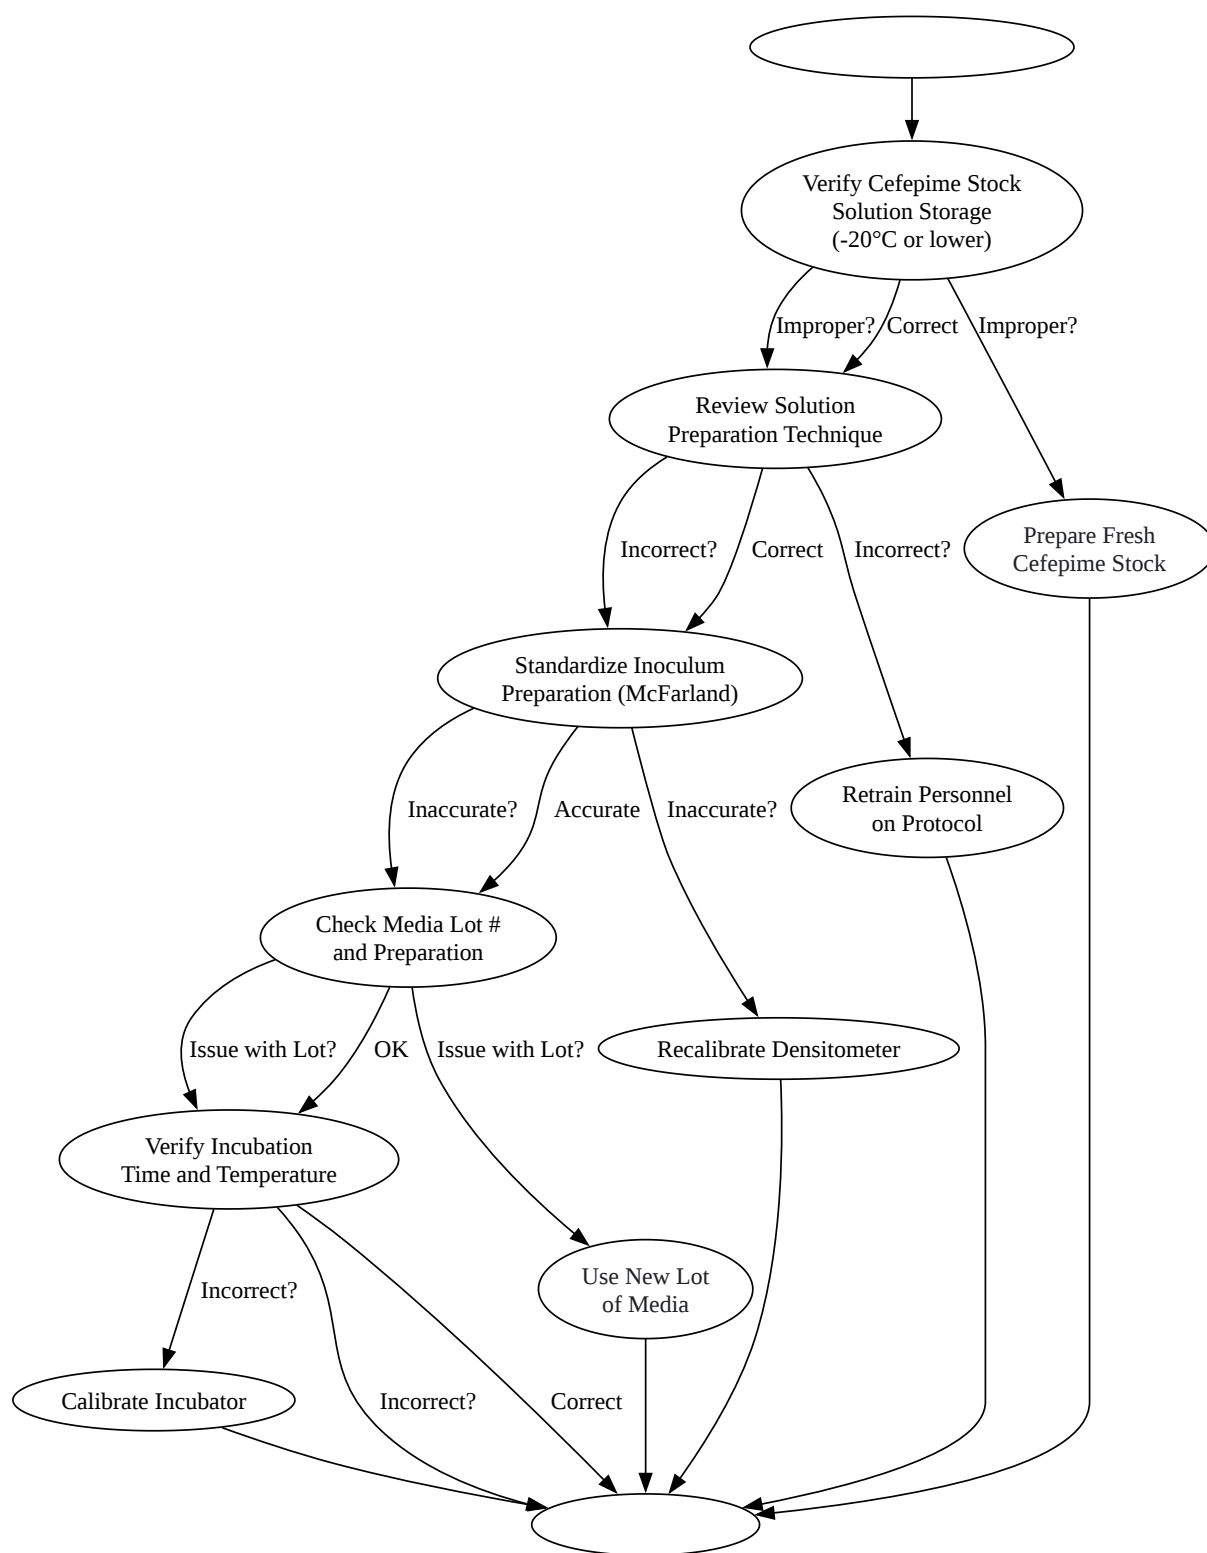 Verify Cefepime Stock
Solution Storage
(-20°C or lower)
Improper?
Correct
Improper?
Review Solution
Preparation Technique
Prepare Fresh
Cefepime Stock
Incorrect?
Correct
Incorrect?
Standardize Inoculum
Preparation (McFarland)
Retrain Personnel
on Protocol
Inaccurate?
Accurate
Inaccurate?
Check Media Lot #
and Preparation
Issue with Lot?
OK
Issue with Lot?
Recalibrate Densitometer
Verify Incubation
Time and Temperature
Use New Lot
of Media
Incorrect?
Calibrate Incubator
Incorrect?
Correct